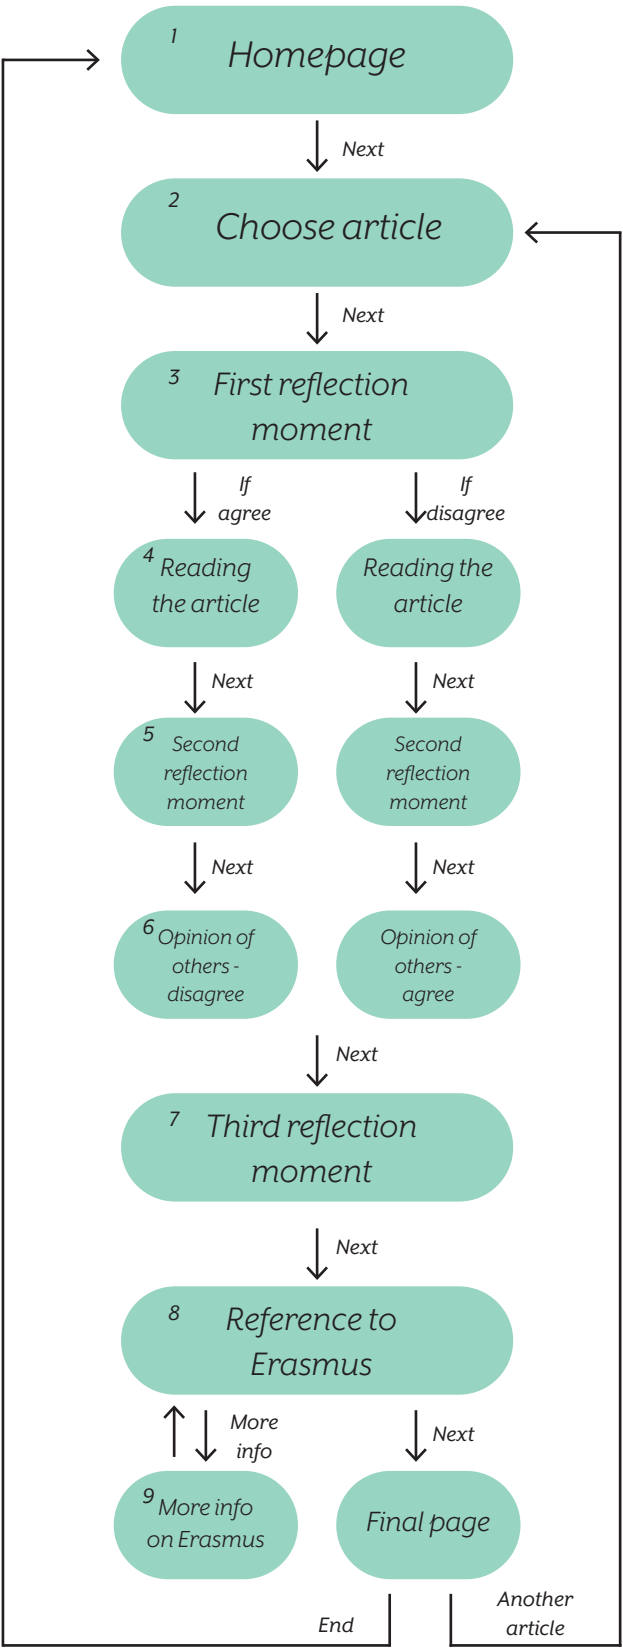 1
Homepage
Next
2
Choose article
Next
3
First reflection
moment
If
agree
If
disagree
4
Reading
the article
Reading the
article
Next
Next
5
Second
reflection
moment
Second
reflection
moment
Next
Next
6
Opinion of
others -
disagree
Opinion of
others -
agree
Next
7
Third reflection
moment
Next
8
Reference to
Erasmus
More
info
Next
9
More info
on Erasmus
Final page
End
Another
article